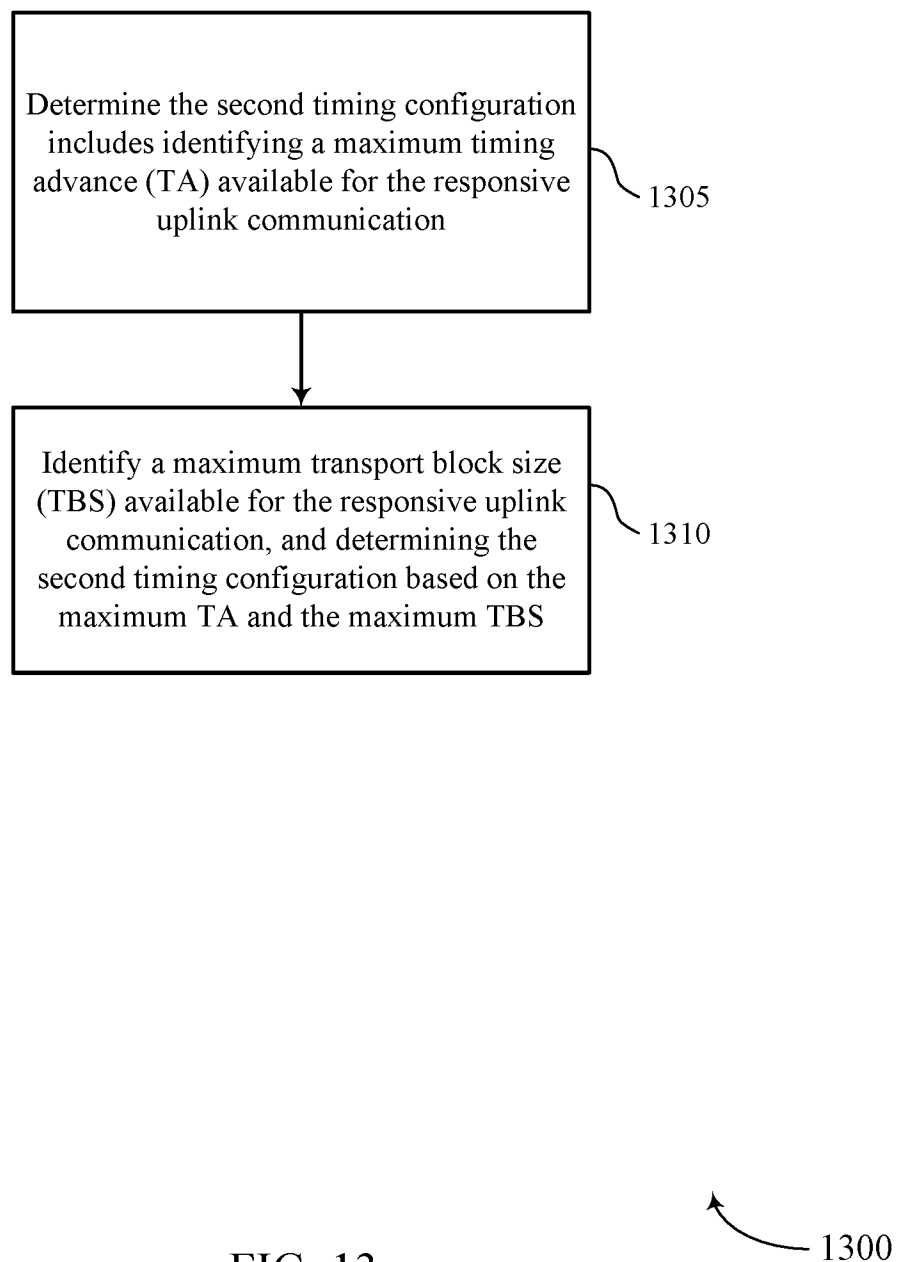 Determine the second timing configuration
includes identifying a maximum timing
advance (TA) available for the responsive
uplink communication
1305
Identify a maximum transport block size
(TBS) available for the responsive uplink
communication, and determining the
second timing configuration based on the
maximum TA and the maximum TBS
1310
1300
FIG. 13